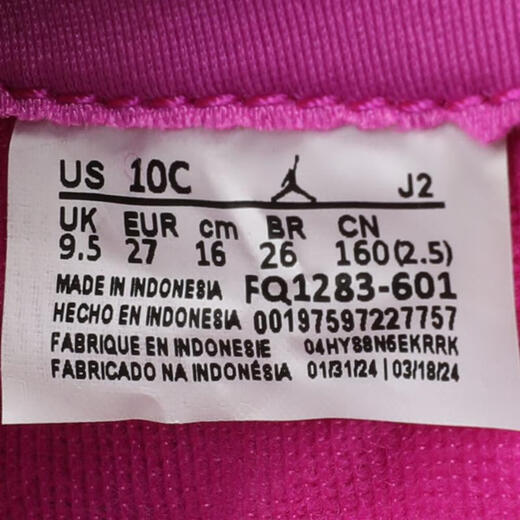 US 10C J2
UK EUR cm BR CN
9.5 27 16 26 160(2.5)
MADE IN INDONESIA FQ1283-601
HECHO EN INDONESIA 00197597227757
FABRIQUE EN INDONESIE 04HYS8N6EKRRK
FABRICADO NA INDONÉSIA 01/31/24 | 03/18/24